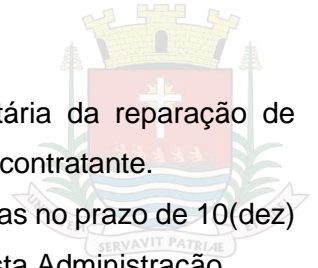 tária da reparação de
contratante.
as no prazo de 10(dez)
SERVAVIT PATRIAE
sta Administração